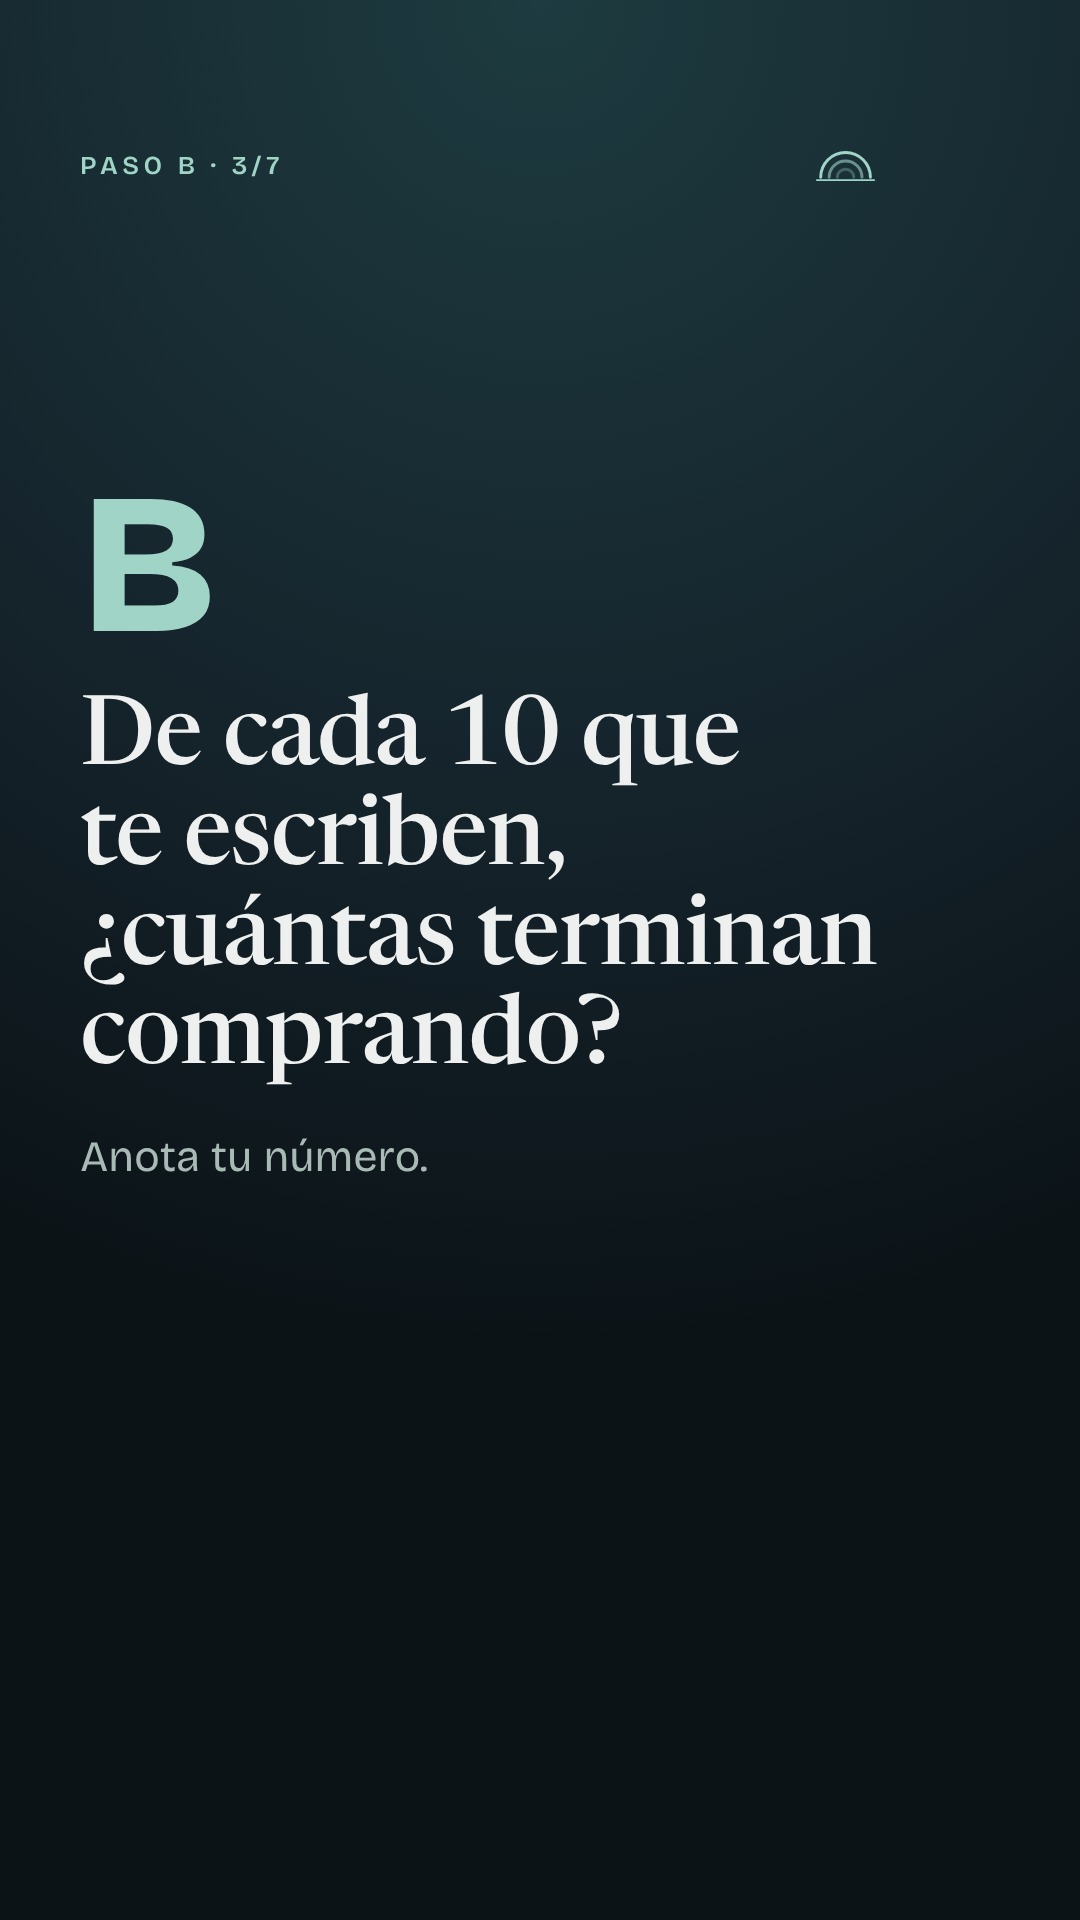 PASO B · 3/7
B
De cada 10 que
te escriben,
¿cuántas terminan
comprando?
Anota tu número.